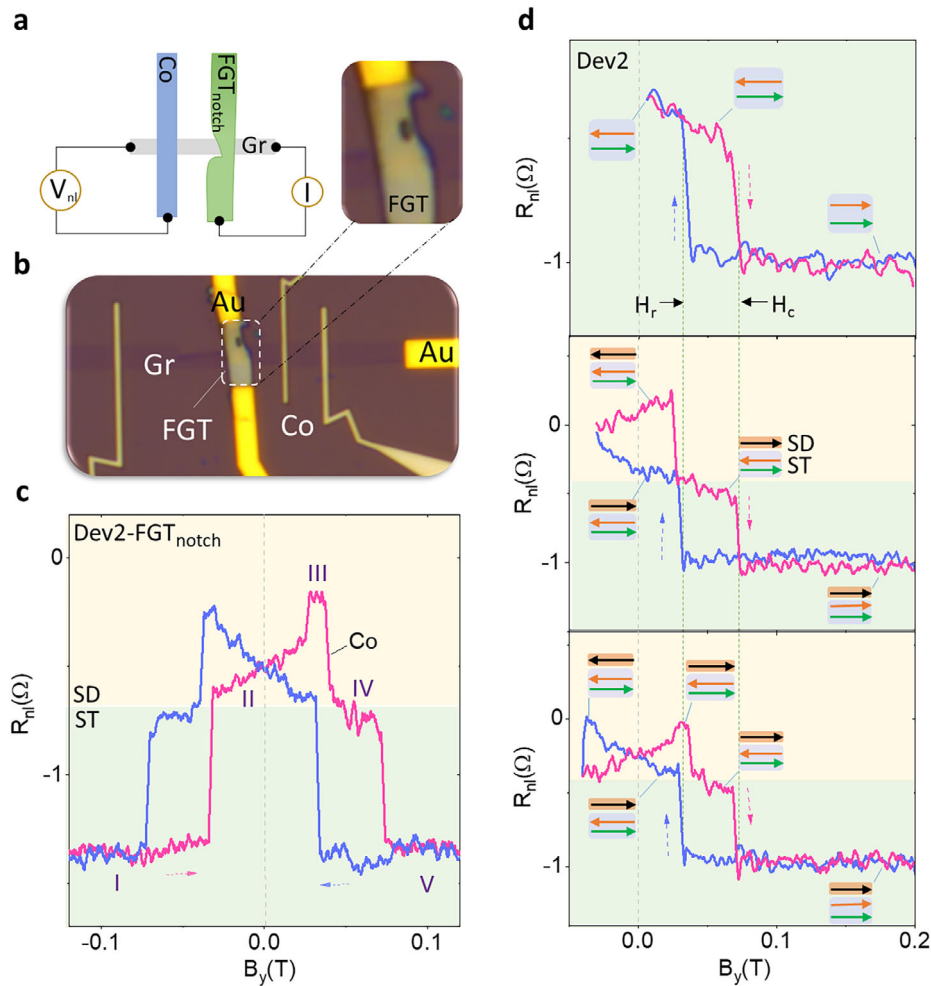 a
Co
FGT
notch
Gr
V
nl
I
FGT
b
Au
Gr
FGT
Co
Au
c
Dev2-FGT
notch
0
-1
SD
ST
I
II
III
Co
IV
V
R
nl
(Ω)
-0.1
0.0
0.1
B
y
(T)
d
Dev2
R
nl
(Ω)
-1
H
r
H
c
0
-1
R
nl
(Ω)
SD
ST
0
-1
R
nl
(Ω)
0.0
0.1
0.2
B
y
(T)